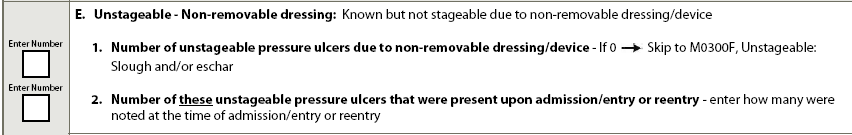 E. Unstageable - Non-removable dressing: Known but not stageable due to non-removable dressing/device
Enter Number
1. Number of unstageable pressure ulcers due to non-removable dressing/device - If 0 → Skip to M0300F, Unstageable:
Slough and/or eschar
Enter Number
2. Number of these unstageable pressure ulcers that were present upon admission/entry or reentry - enter how many were
noted at the time of admission/entry or reentry